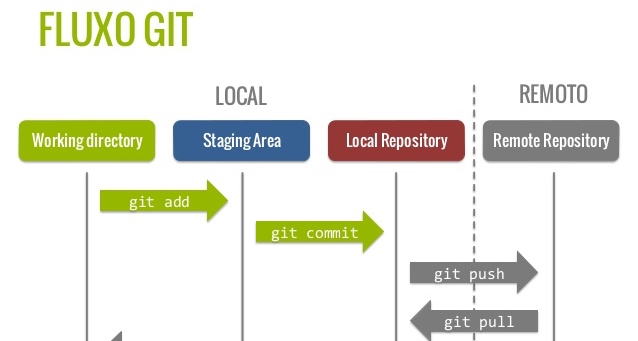 FLUXO GIT
LOCAL
REMOTO
Working directory
Staging Area
Local Repository
Remote Repository
git add
git commit
git push
git pull